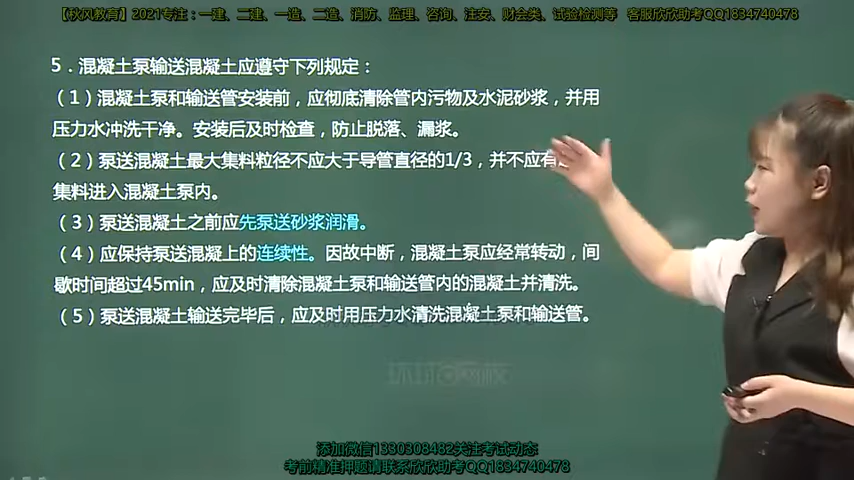 【秋风教育】2021专注：一建、二建、一造、二造、消防、监理、咨询、注安、财会类、试验检测等 客服欣欣助考QQ1834740478
5．混凝土泵输送混凝土应遵守下列规定：
（1）混凝土泵和输送管安装前，应彻底清除管内污物及水泥砂浆，并用
压力水冲洗干净。安装后及时检查，防止脱落、漏浆。
（2）泵送混凝土最大集料粒径不应大于导管直径的1/3，并不应有
集料进入混凝土泵内。
（3）泵送混凝土之前应先泵送砂浆润滑。
（4）应保持泵送混凝上的连续性。因故中断，混凝土泵应经常转动，间
歇时间超过45min，应及时清除混凝土泵和输送管内的混凝土并清洗。
（5）泵送混凝土输送完毕后，应及时用压力水清洗混凝土泵和输送管。
环球网校
添加微信1330308482关注考试动态
考前精准押题请联系欣欣助考QQ1834740478